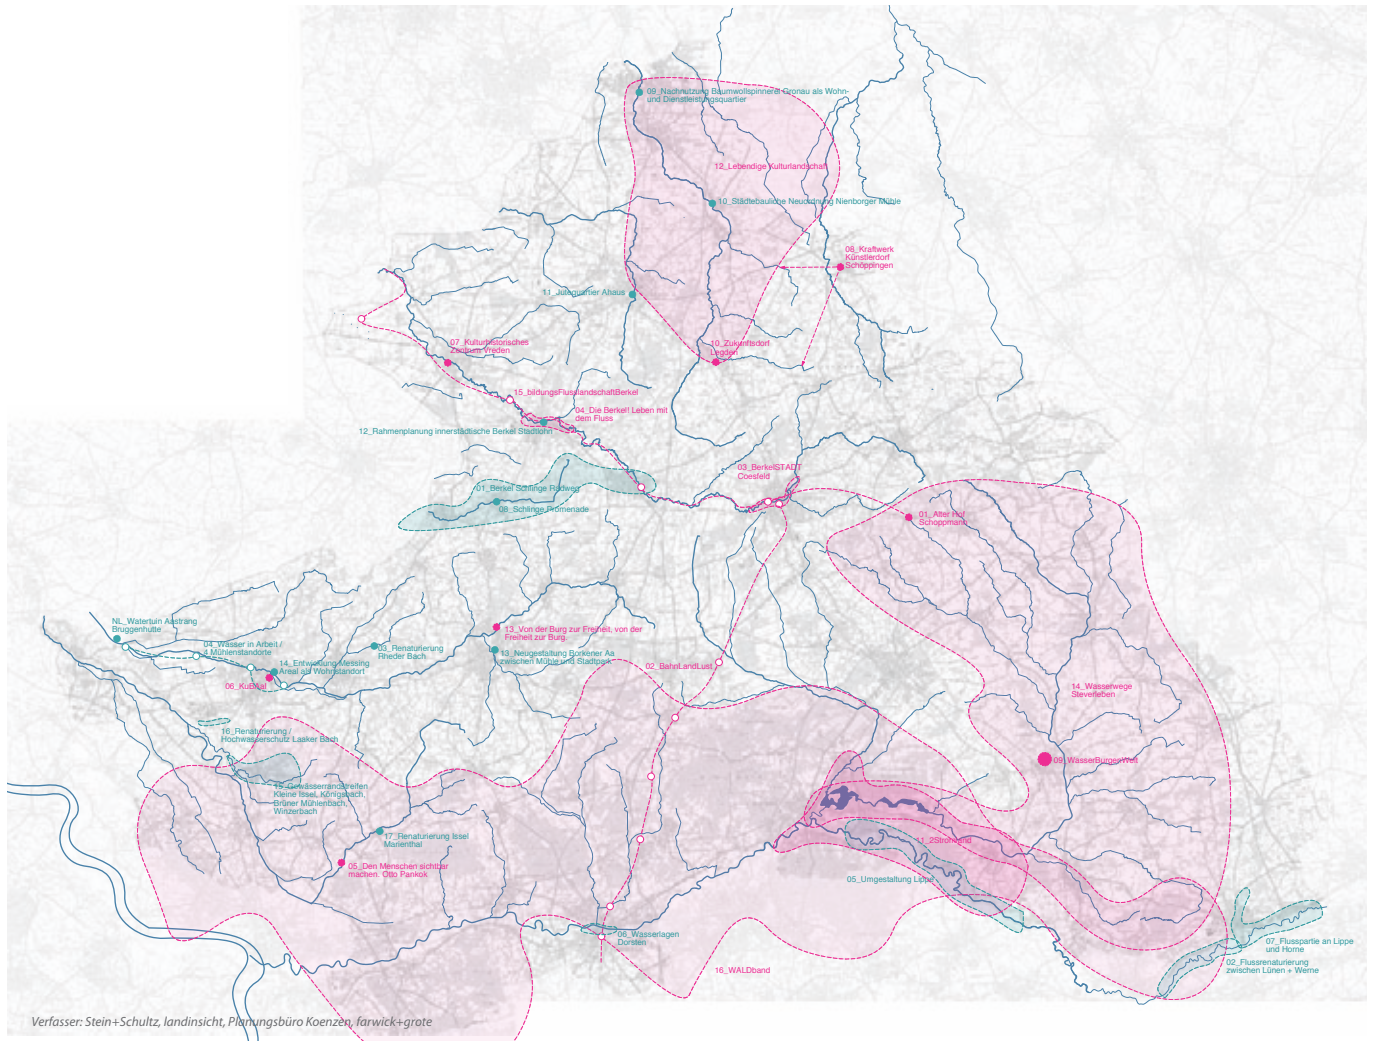 09_Nachnutzung Baumwollspinnerei Gronau als Wohn-
und Dienstleistungsquartier
12_Lebendige Kulturlandschaft
10_Städtebauliche Neuordnung Nienborger Mühle
08_Kraftwerk
Künstlerdorf
Schöppingen
11_Jutequartier Ahaus
07_Kulturhistorisches
Zentrum Vreden
10_Zukunftsdorf
Legden
15_bildungsFlusslandschaftBerkel
04_Die Berkel! Leben mit
dem Fluss
12_Rahmenplanung innerstädtische Berkel Stadtlohn
03_BerkelSTADT
Coesfeld
01_Berkel Schlinge Radweg
08_Schlinge Promenade
01_Alter Hof
Schoppmann
NL_Watertuin Aastrang
Bruggenhutte
04_Wasser in Arbeit /
4 Mühlenstandorte
03_Renaturierung
Rheder Bach
13_Von der Burg zur Freiheit, von der
Freiheit zur Burg.
13_Neugestaltung Borkener Aa
zwischen Mühle und Stadtpark
14_Entwicklung Messing
Areal als Wohnstandort
06_KuBAaI
02_BahnLandLust
14_Wasserwege
Steverleben
16_Renaturierung /
Hochwasserschutz Laaker Bach
09_WasserBurgenWelt
15_Gewässerrandstreifen
Kleine Issel, Königsbach,
Brüner Mühlenbach,
Winzerbach
17_Renaturierung Issel
Marienthal
05_Den Menschen sichtbar
machen. Otto Pankok
11_2Stromland
05_Umgestaltung Lippe
06_Wasserlagen
Dorsten
16_WALDband
07_Flusspartie an Lippe
und Horne
02_Flussrenaturierung
zwischen Lünen + Werne
Verfasser: Stein+Schultz, landinsicht, Planungsbüro Koenzen, farwick+grote